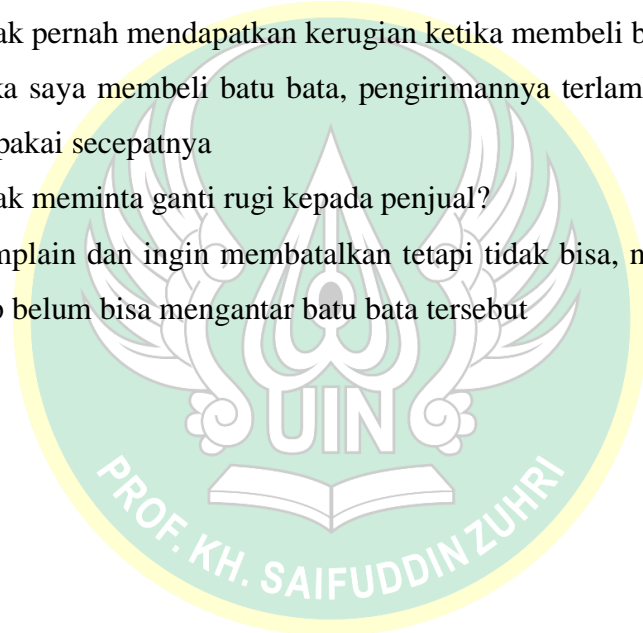 ak pernah mendapatkan kerugian ketika membeli b
ka saya membeli batu bata, pengirimannya terlam
pakai secepatnya
ak meminta ganti rugi kepada penjual?
mplain dan ingin membatalkan tetapi tidak bisa, m
belum bisa mengantar batu bata tersebut
UIN
PROF. KH. SAIFUDDIN ZUHRI